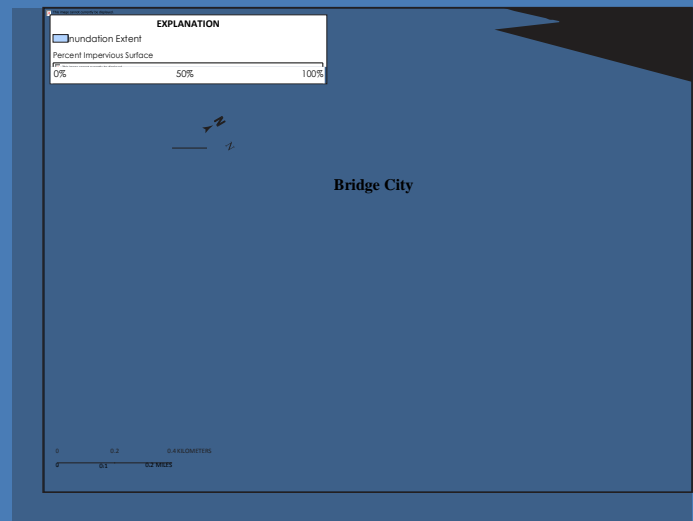 EXPLANATION
Inundation Extent
Percent Impervious Surface
0% 50% 100%
N
N
Bridge City
0 0.2 0.4 KILOMETERS
0 0.1 0.2 MILES